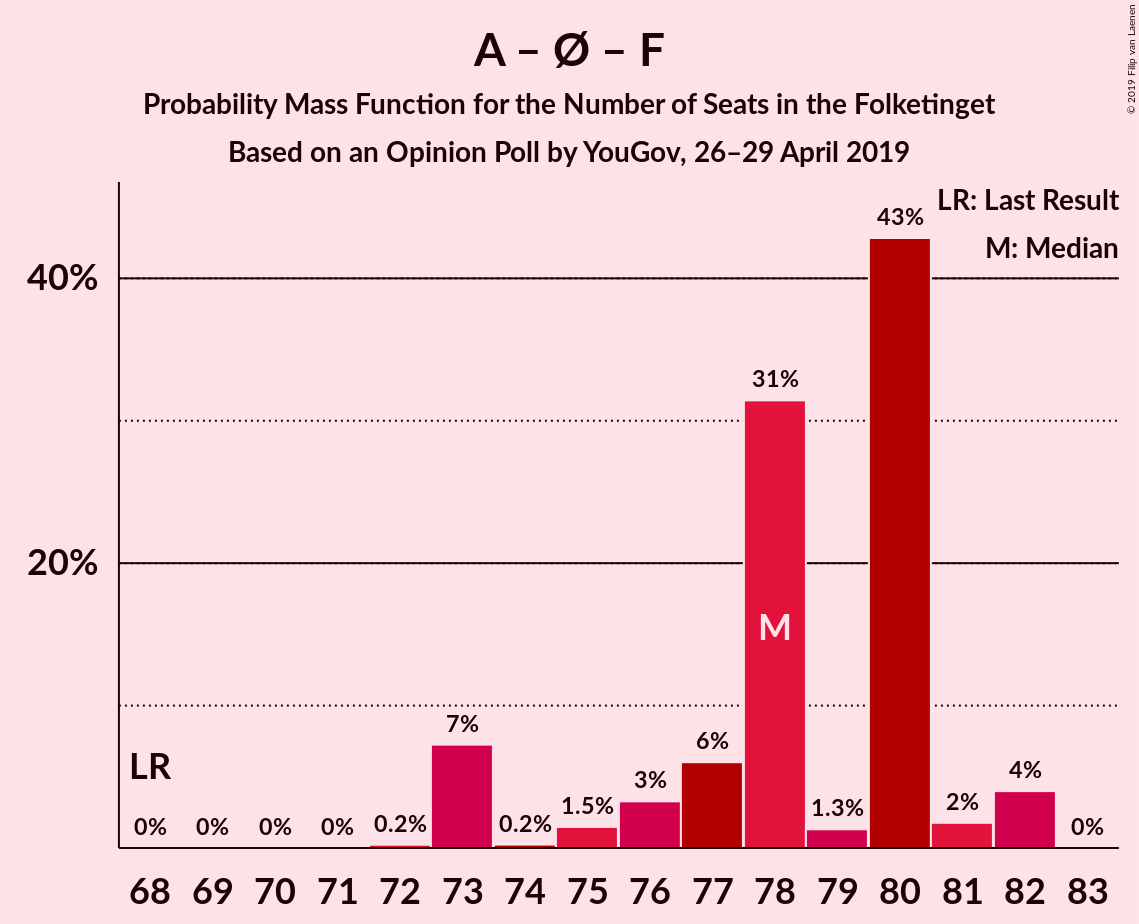 A – Ø – F
Probability Mass Function for the Number of Seats in the Folketinget
Based on an Opinion Poll by YouGov, 26–29 April 2019
© 2019 Filip van Laenen
LR: Last Result
M: Median
40%
20%
LR
M
0% 0% 0% 0% 0.2% 7% 0.2% 1.5% 3% 6% 31% 1.3% 43% 2% 4% 0%
68 69 70 71 72 73 74 75 76 77 78 79 80 81 82 83